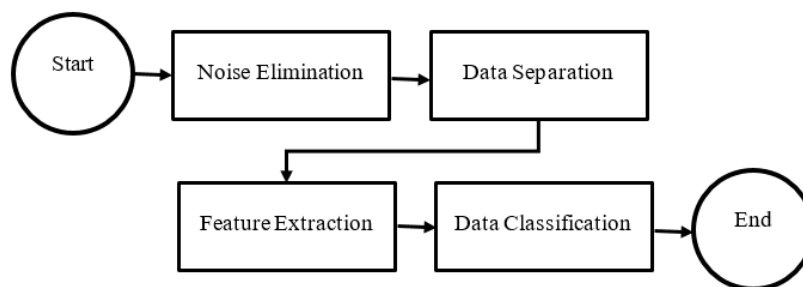 Start
Noise Elimination
Data Separation
Feature Extraction
Data Classification
End